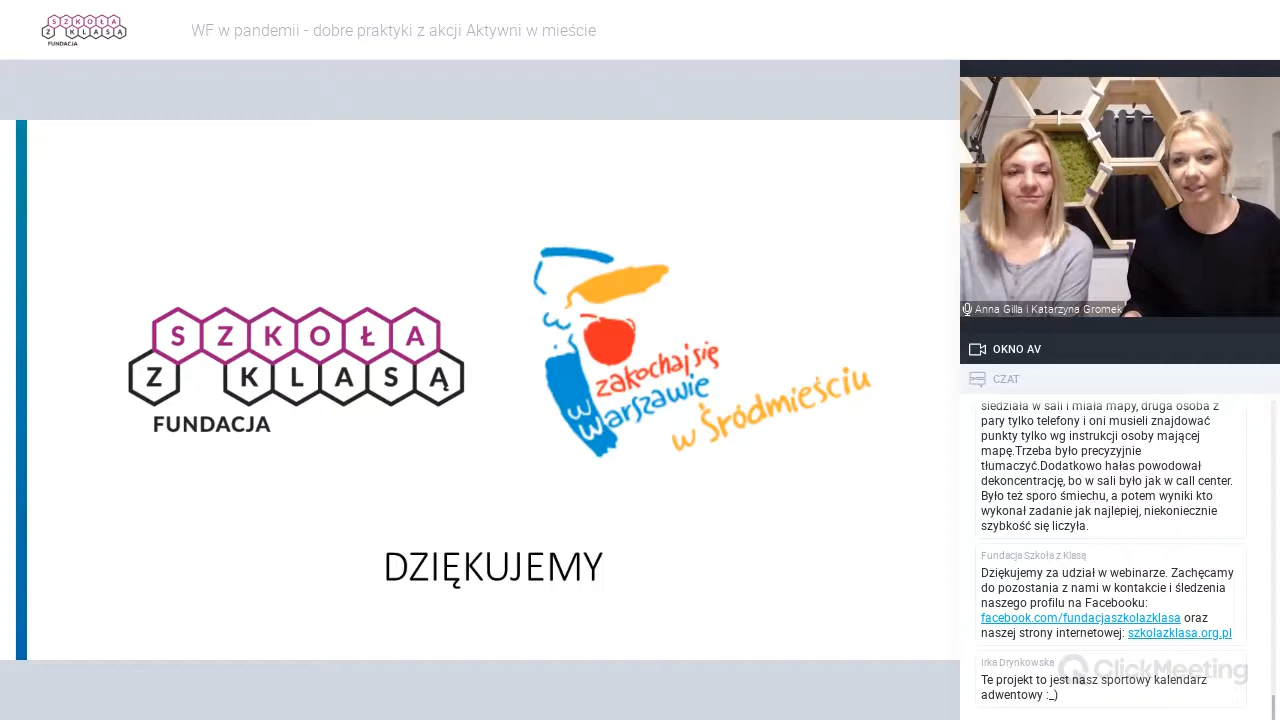 SZKOŁA
Z KLASĄ
FUNDACJA
WF w pandemii - dobre praktyki z akcji Aktywni w mieście
SZKOŁA
Z KLASĄ
FUNDACJA
zakochaj się
w Warszawie
w Śródmieściu
DZIĘKUJEMY
Anna Gilla i Katarzyna Gromek
OKNO AV
CZAT
siedziała w sali i miała mapy, druga osoba z
pary tylko telefony i oni musieli znajdować
punkty tylko wg instrukcji osoby mającej
mapę.Trzeba było precyzyjnie
tłumaczyć.Dodatkowo hałas powodował
dekoncentrację, bo w sali było jak w call center.
Było też sporo śmiechu, a potem wyniki kto
wykonał zadanie jak najlepiej, niekoniecznie
szybkość się liczyła.
Fundacja Szkoła z Klasą
Dziękujemy za udział w webinarze. Zachęcamy
do pozostania z nami w kontakcie i śledzenia
naszego profilu na Facebooku:
facebook.com/fundacjaszkolazklasa oraz
naszej strony internetowej: szkolazklasa.org.pl
Irka Drynkowska
ClickMeeting
Te projekt to jest nasz sportowy kalendarz
adwentowy :_)